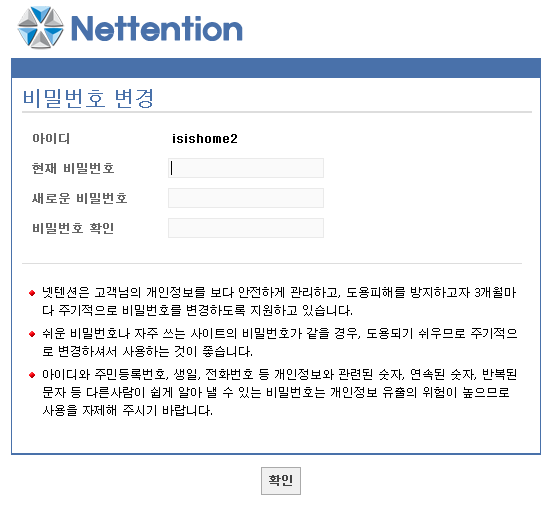 Nettention
비밀번호 변경
아이디 isishome2
현재 비밀번호
새로운 비밀번호
비밀번호 확인
넷텐션은 고객님의 개인정보를 보다 안전하게 관리하고, 도용피해를 방지하고자 3개월마
다 주기적으로 비밀번호를 변경하도록 지원하고 있습니다.
쉬운 비밀번호나 자주 쓰는 사이트의 비밀번호가 같을 경우, 도용되기 쉬우므로 주기적으
로 변경하셔서 사용하는 것이 좋습니다.
아이디와 주민등록번호, 생일, 전화번호 등 개인정보와 관련된 숫자, 연속된 숫자, 반복된
문자 등 다른사람이 쉽게 알아 낼 수 있는 비밀번호는 개인정보 유출의 위험이 높으므로
사용을 자제해 주시기 바랍니다.
확인